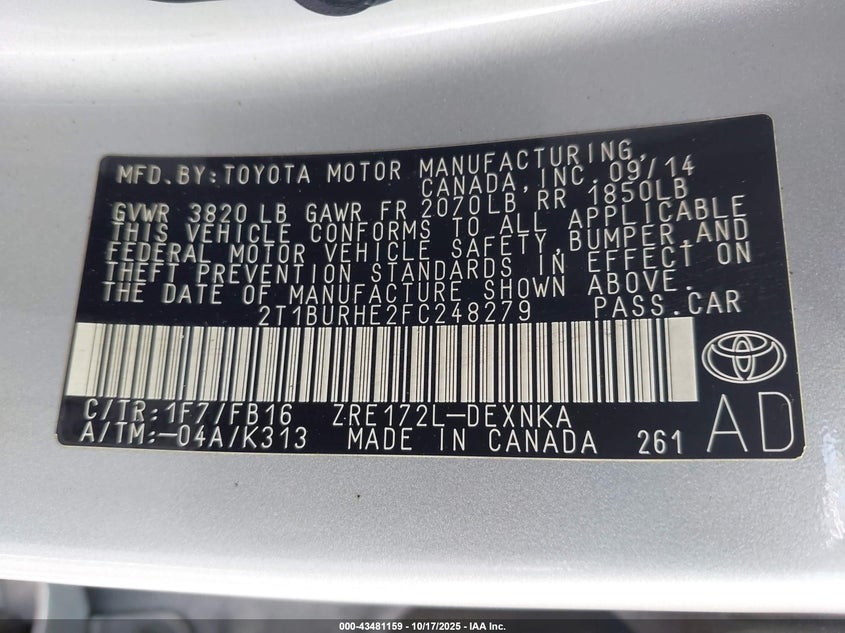 MFD.BY:TOYOTA MOTOR MANUFACTURING,
CANADA,INC.09/14
GVWR 3820 LB GAWR FR 2070LB RR 1850LB
THIS VEHICLE CONFORMS TO ALL APPLICABLE
FEDERAL MOTOR VEHICLE SAFETY,BUMPER,AND
THEFT PREVENTION STANDARDS IN EFFECT ON
THE DATE OF MANUFACTURE SHOWN ABOVE.
2T1BURHE2FC248279 PASS.CAR
C/TR:1F7/FB16 ZRE172L-DEXNKA
A/TM:-04A/K313 MADE IN CANADA 261 AD
000-43481159 | 10/17/2025 - IAA Inc.